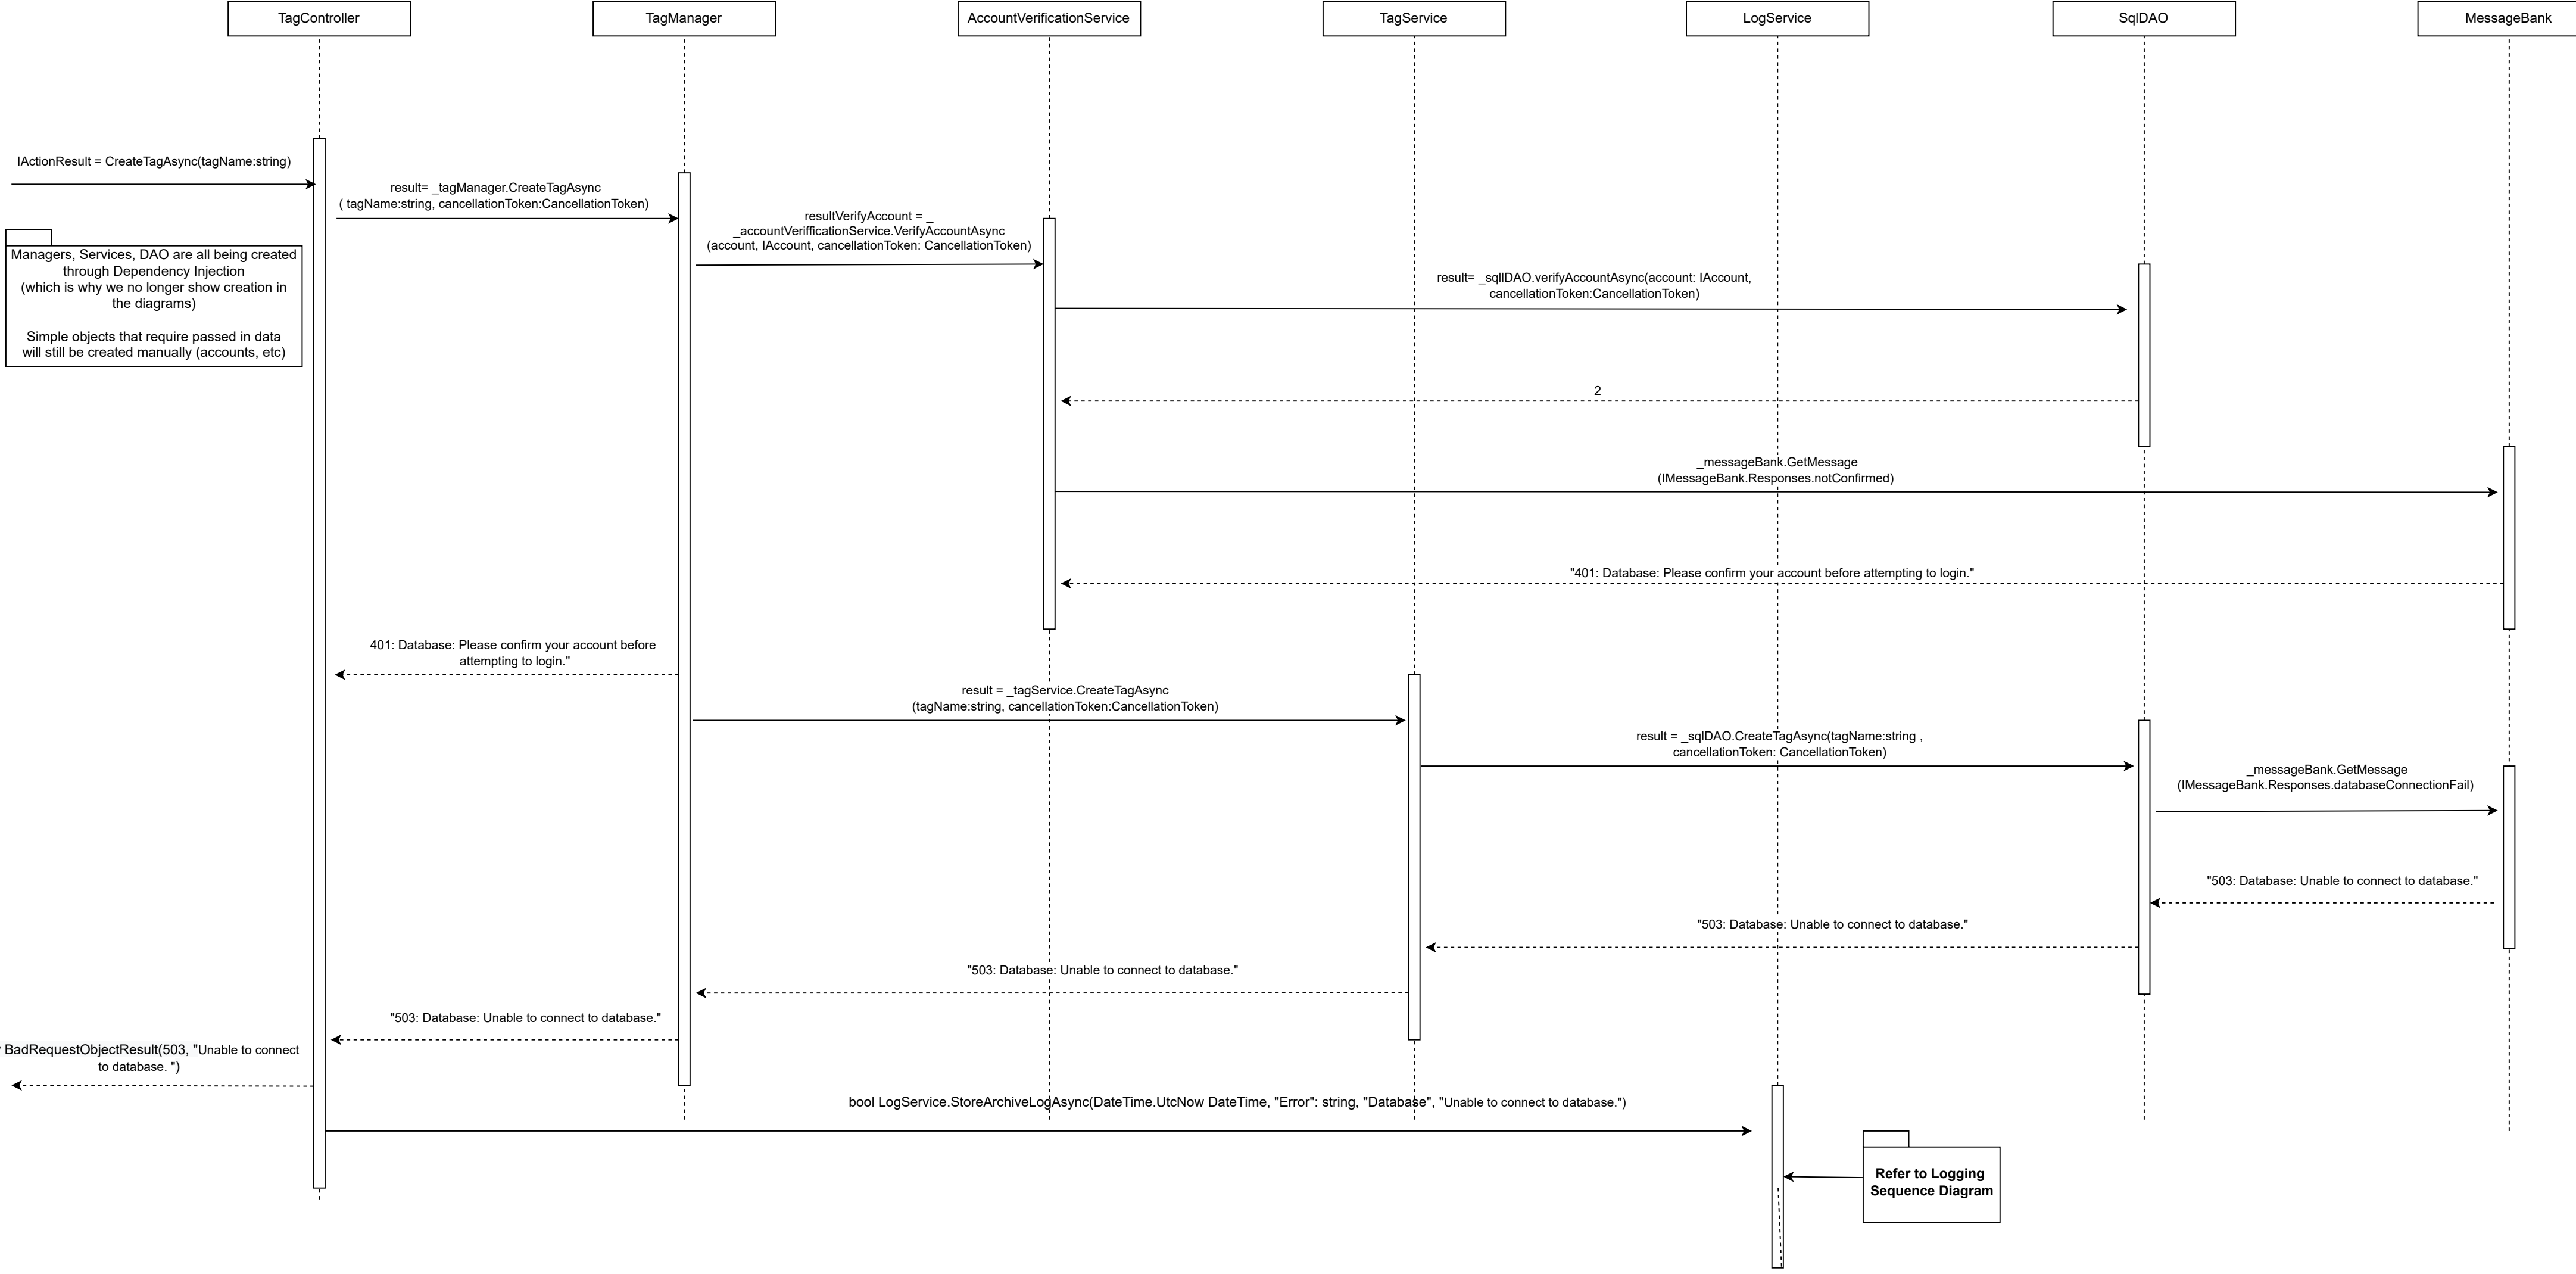 TagController
TagManager
AccountVerificationService
TagService
LogService
SqlDAO
MessageBank
IActionResult = CreateTagAsync(tagName:string)
result= _tagManager.CreateTagAsync
( tagName:string, cancellationToken:CancellationToken)
resultVerifyAccount = _
_accountVeriffificationService.VerifyAccountAsync
(account, IAccount, cancellationToken: CancellationToken)
Managers, Services, DAO are all being created
through Dependency Injection
(which is why we no longer show creation in
the diagrams)
Simple objects that require passed in data
will still be created manually (accounts, etc)
result= _sqllDAO.verifyAccountAsync(account: IAccount,
cancellationToken:CancellationToken)
2
_messageBank.GetMessage
(IMessageBank.Responses.notConfirmed)
"401: Database: Please confirm your account before attempting to login."
401: Database: Please confirm your account before
attempting to login."
result = _tagService.CreateTagAsync
(tagName:string, cancellationToken:CancellationToken)
result = _sqlDAO.CreateTagAsync(tagName:string ,
cancellationToken: CancellationToken)
_messageBank.GetMessage
(IMessageBank.Responses.databaseConnectionFail)
"503: Database: Unable to connect to database."
"503: Database: Unable to connect to database."
"503: Database: Unable to connect to database."
"503: Database: Unable to connect to database."
BadRequestObjectResult(503, "Unable to connect
to database. ")
bool LogService.StoreArchiveLogAsync(DateTime.UtcNow DateTime, "Error": string, "Database", "Unable to connect to database.")
Refer to Logging
Sequence Diagram